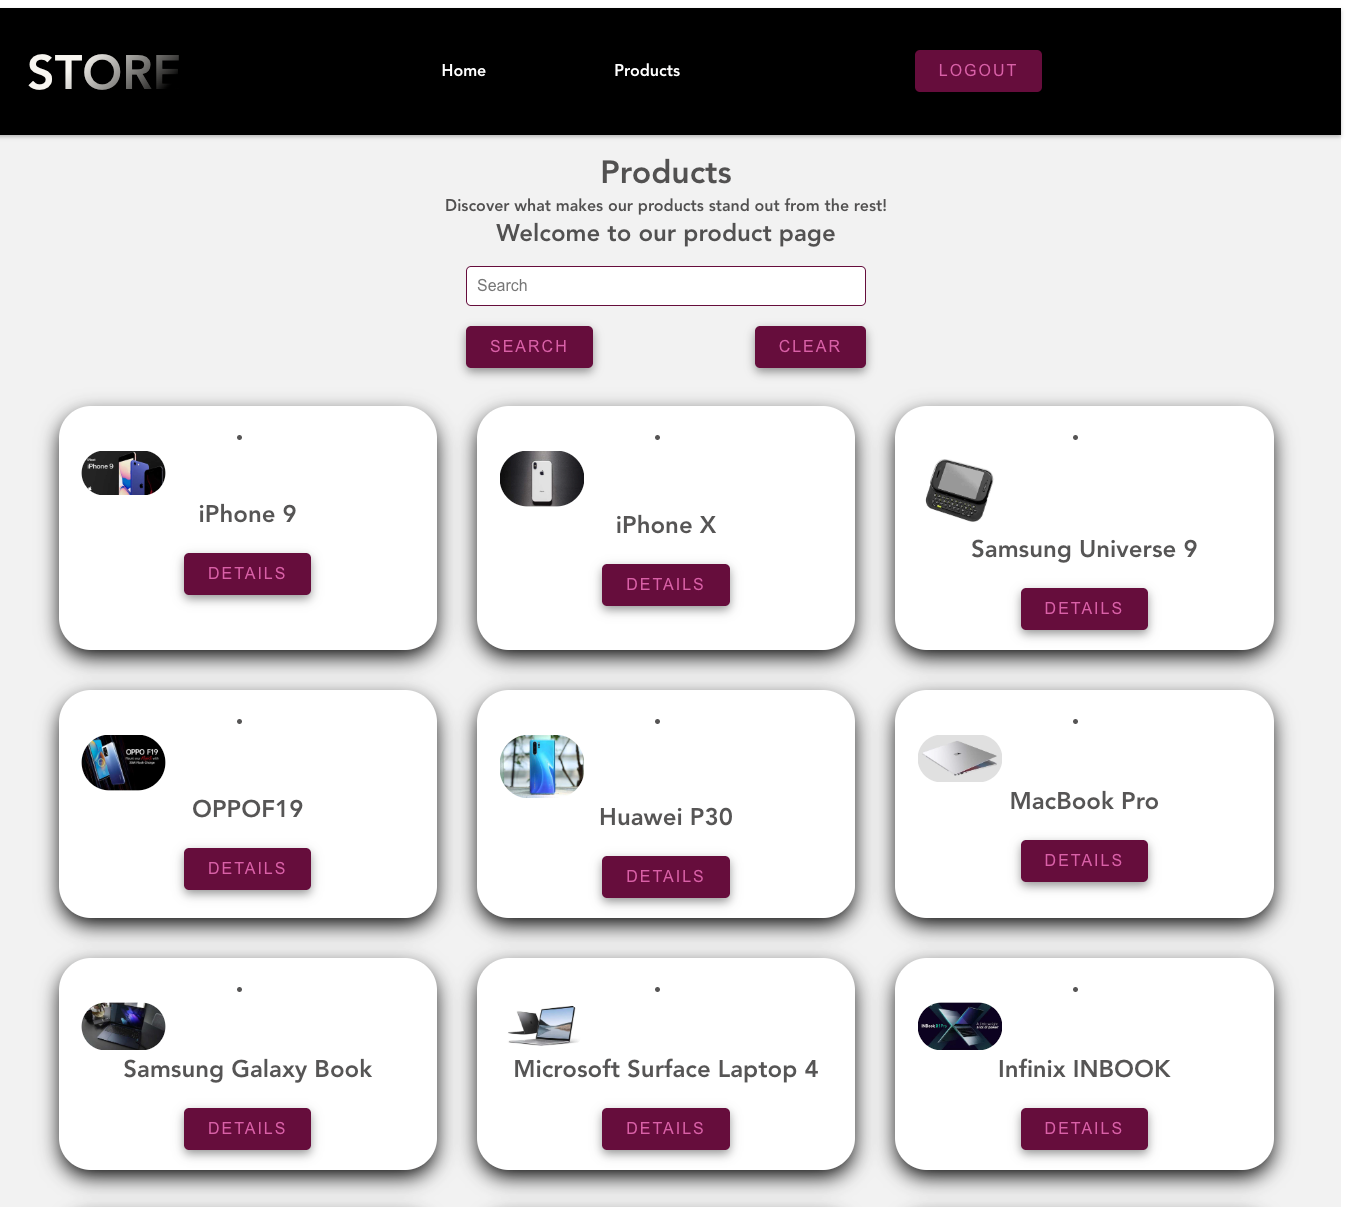 STORE
Home
Products
LOGOUT
Products
Discover what makes our products stand out from the rest!
Welcome to our product page
Search
SEARCH
CLEAR
iPhone 9
iPhone 9
DETAILS
iPhone X
DETAILS
Samsung Universe 9
DETAILS
OPPO F19
OPPOF19
DETAILS
Huawei P30
DETAILS
MacBook Pro
DETAILS
Samsung Galaxy Book
DETAILS
Microsoft Surface Laptop 4
DETAILS
Infinix INBOOK
DETAILS